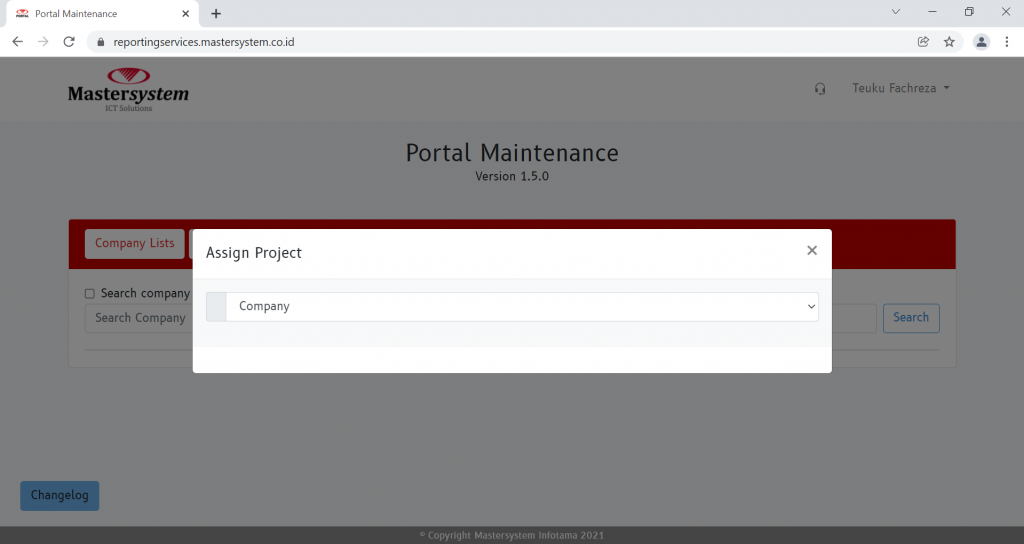 Portal Maintenance
reportingservices.mastersystem.co.id
Mastersystem
ICT Solutions
Teuku Fachreza
Portal Maintenance
Version 1.5.0
Company Lists
Assign Project
Search company
Company
Search Company
Search
Changelog
© Copyright Mastersystem Infotama 2021